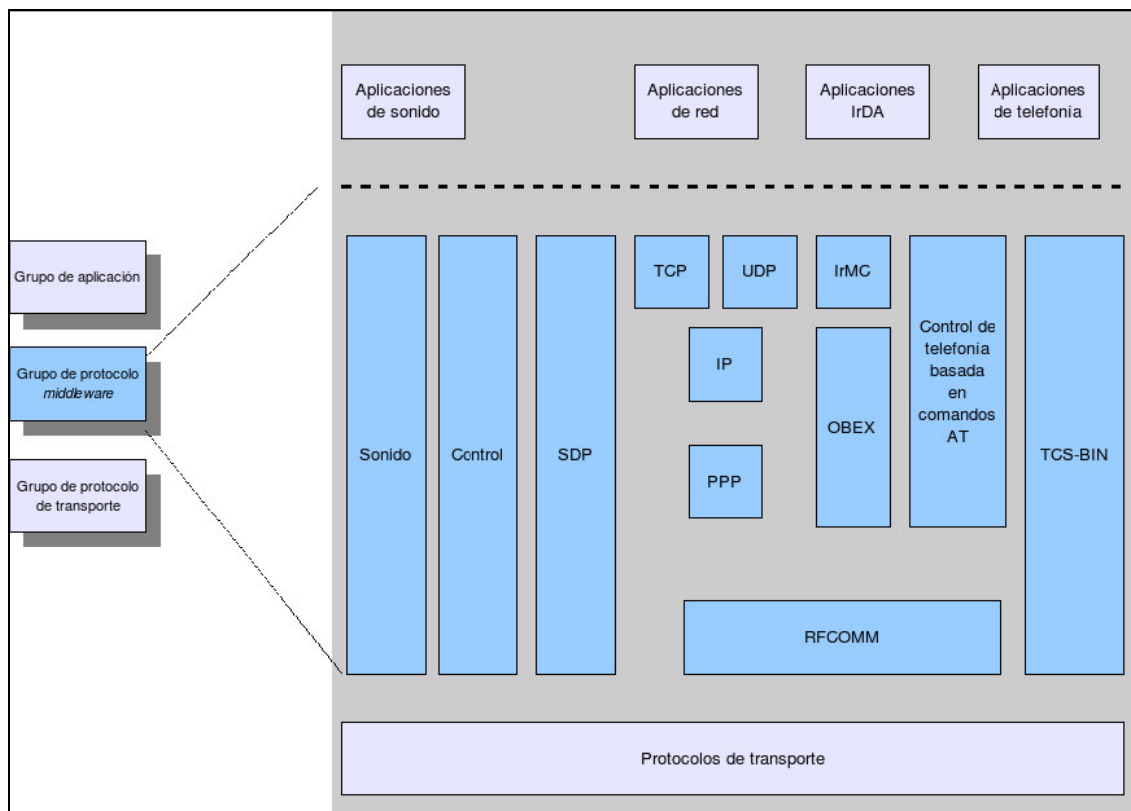 Aplicaciones
de sonido
Aplicaciones
de red
Aplicaciones
IrDA
Aplicaciones
de telefonía
Grupo de aplicación
Grupo de protocolo
middleware
Grupo de protocolo
de transporte
Sonido
Control
SDP
TCP
UDP
IP
PPP
IrMC
OBEX
Control de
telefonía
basada
en
comandos
AT
TCS-BIN
RFCOMM
Protocolos de transporte